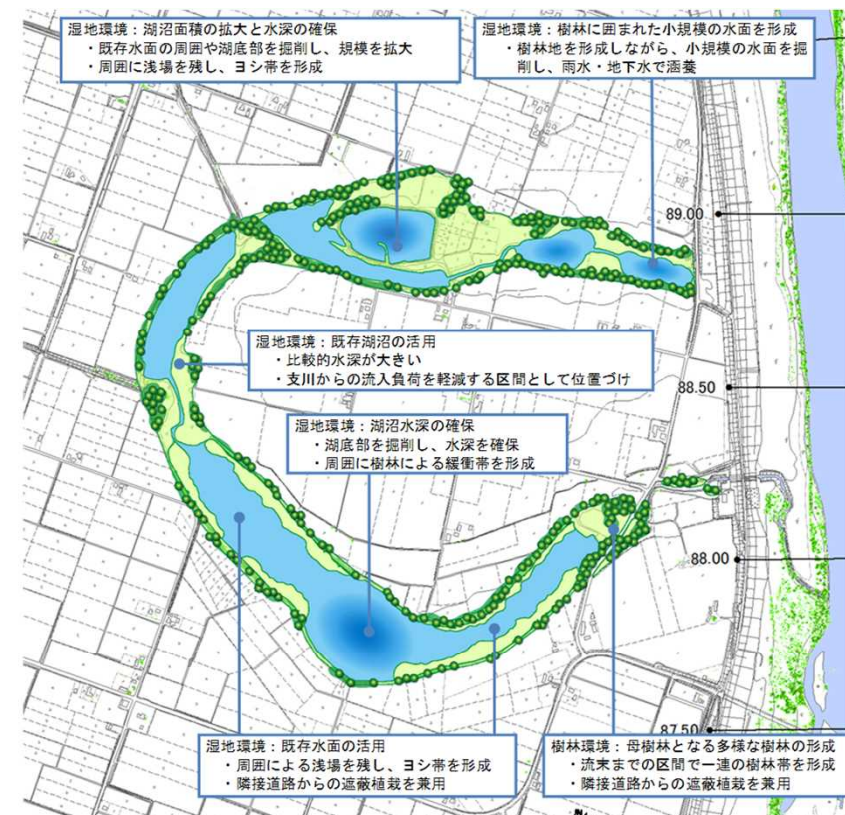 湿地環境：湖沼面積の拡大と水深の確保
・既存水面の周囲や湖底部を掘削し、規模を拡大
・周囲に浅場を残し、ヨシ帯を形成
湿地環境：樹林に囲まれた小規模の水面を形成
・樹林地を形成しながら、小規模の水面を掘
削し、雨水・地下水で涵養
89.00
湿地環境：既存湖沼の活用
・比較的水深が大きい
・支川からの流入負荷を軽減する区間として位置づけ
88.50
湿地環境：湖沼水深の確保
・湖底部を掘削し、水深を確保
・周囲に樹林による緩衝帯を形成
88.00
87.50
湿地環境：既存水面の活用
・周囲による浅場を残し、ヨシ帯を形成
・隣接道路からの遮蔽植栽を兼用
樹林環境：母樹林となる多様な樹林の形成
・流末までの区間で一連の樹林帯を形成
・隣接道路からの遮蔽植栽を兼用